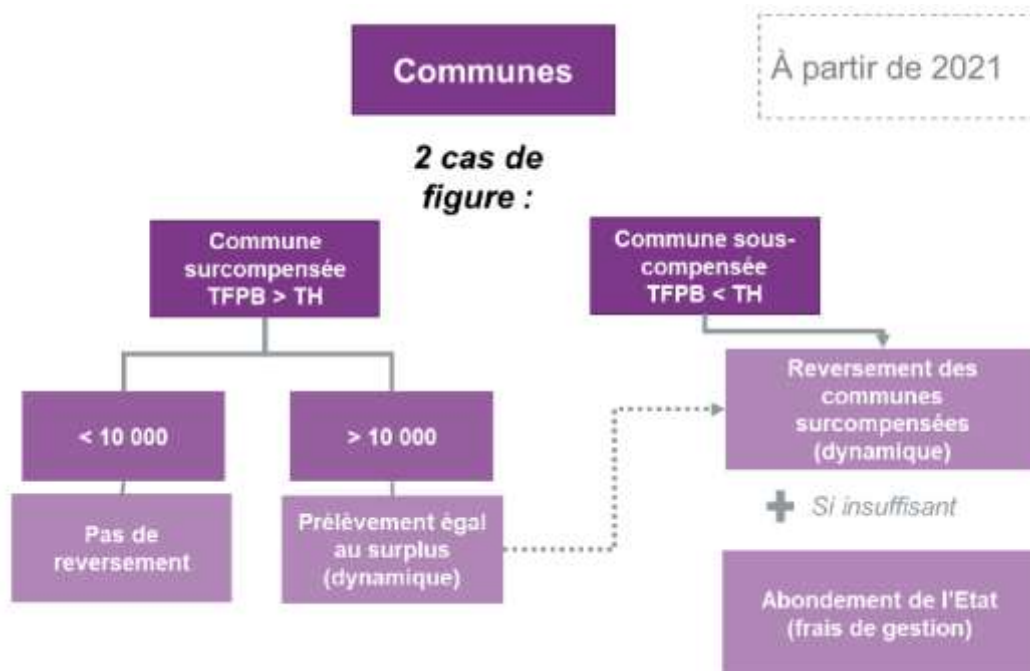 Communes
À partir de 2021
2 cas de
figure :
Commune
surcompensée
TFPB > TH
Commune sous-
compensée
TFPB < TH
< 10 000
> 10 000
Reversement des
communes
surcompensées
(dynamique)
Pas de
reversement
Prélèvement égal
au surplus
(dynamique)
Si insuffisant
Abondement de l'Etat
(frais de gestion)